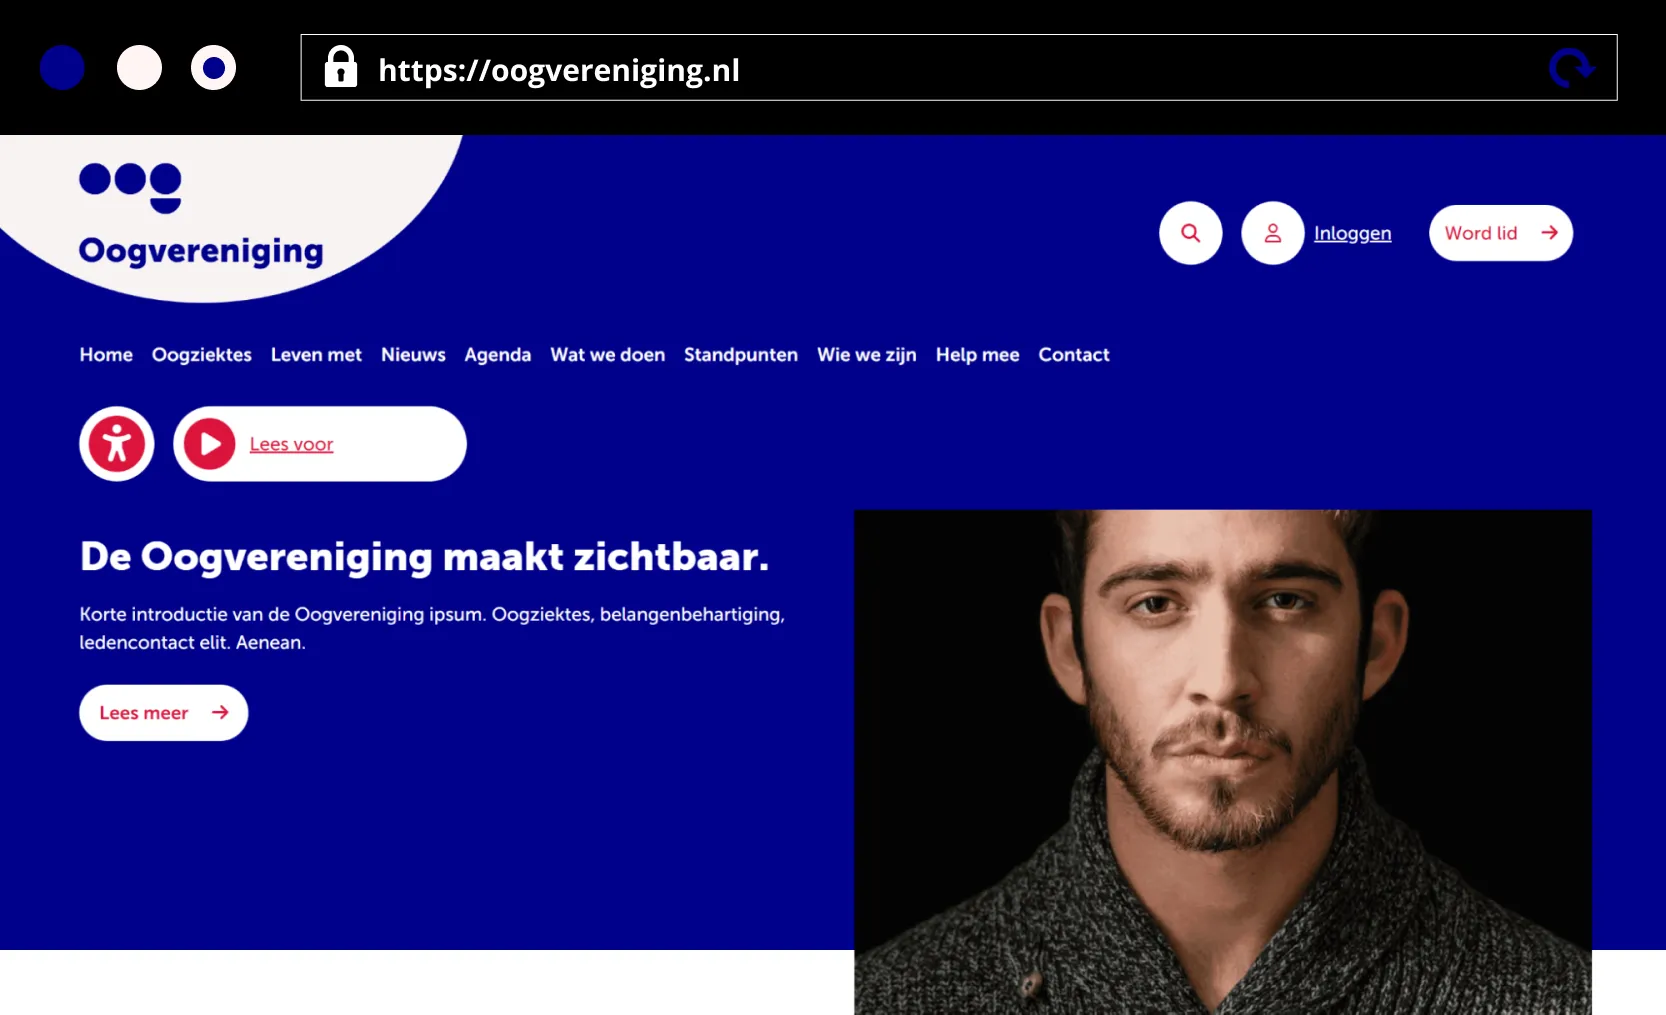 https://oogvereniging.nl
oog
Oogvereniging
Inloggen
Word lid
Home Oogziektes Leven met Nieuws Agenda Wat we doen Standpunten Wie we zijn Help mee Contact
Lees voor
De Oogvereniging maakt zichtbaar.
Korte introductie van de Oogvereniging ipsum. Oogziektes, belangenbehartiging,
ledencontact elit. Aenean.
Lees meer